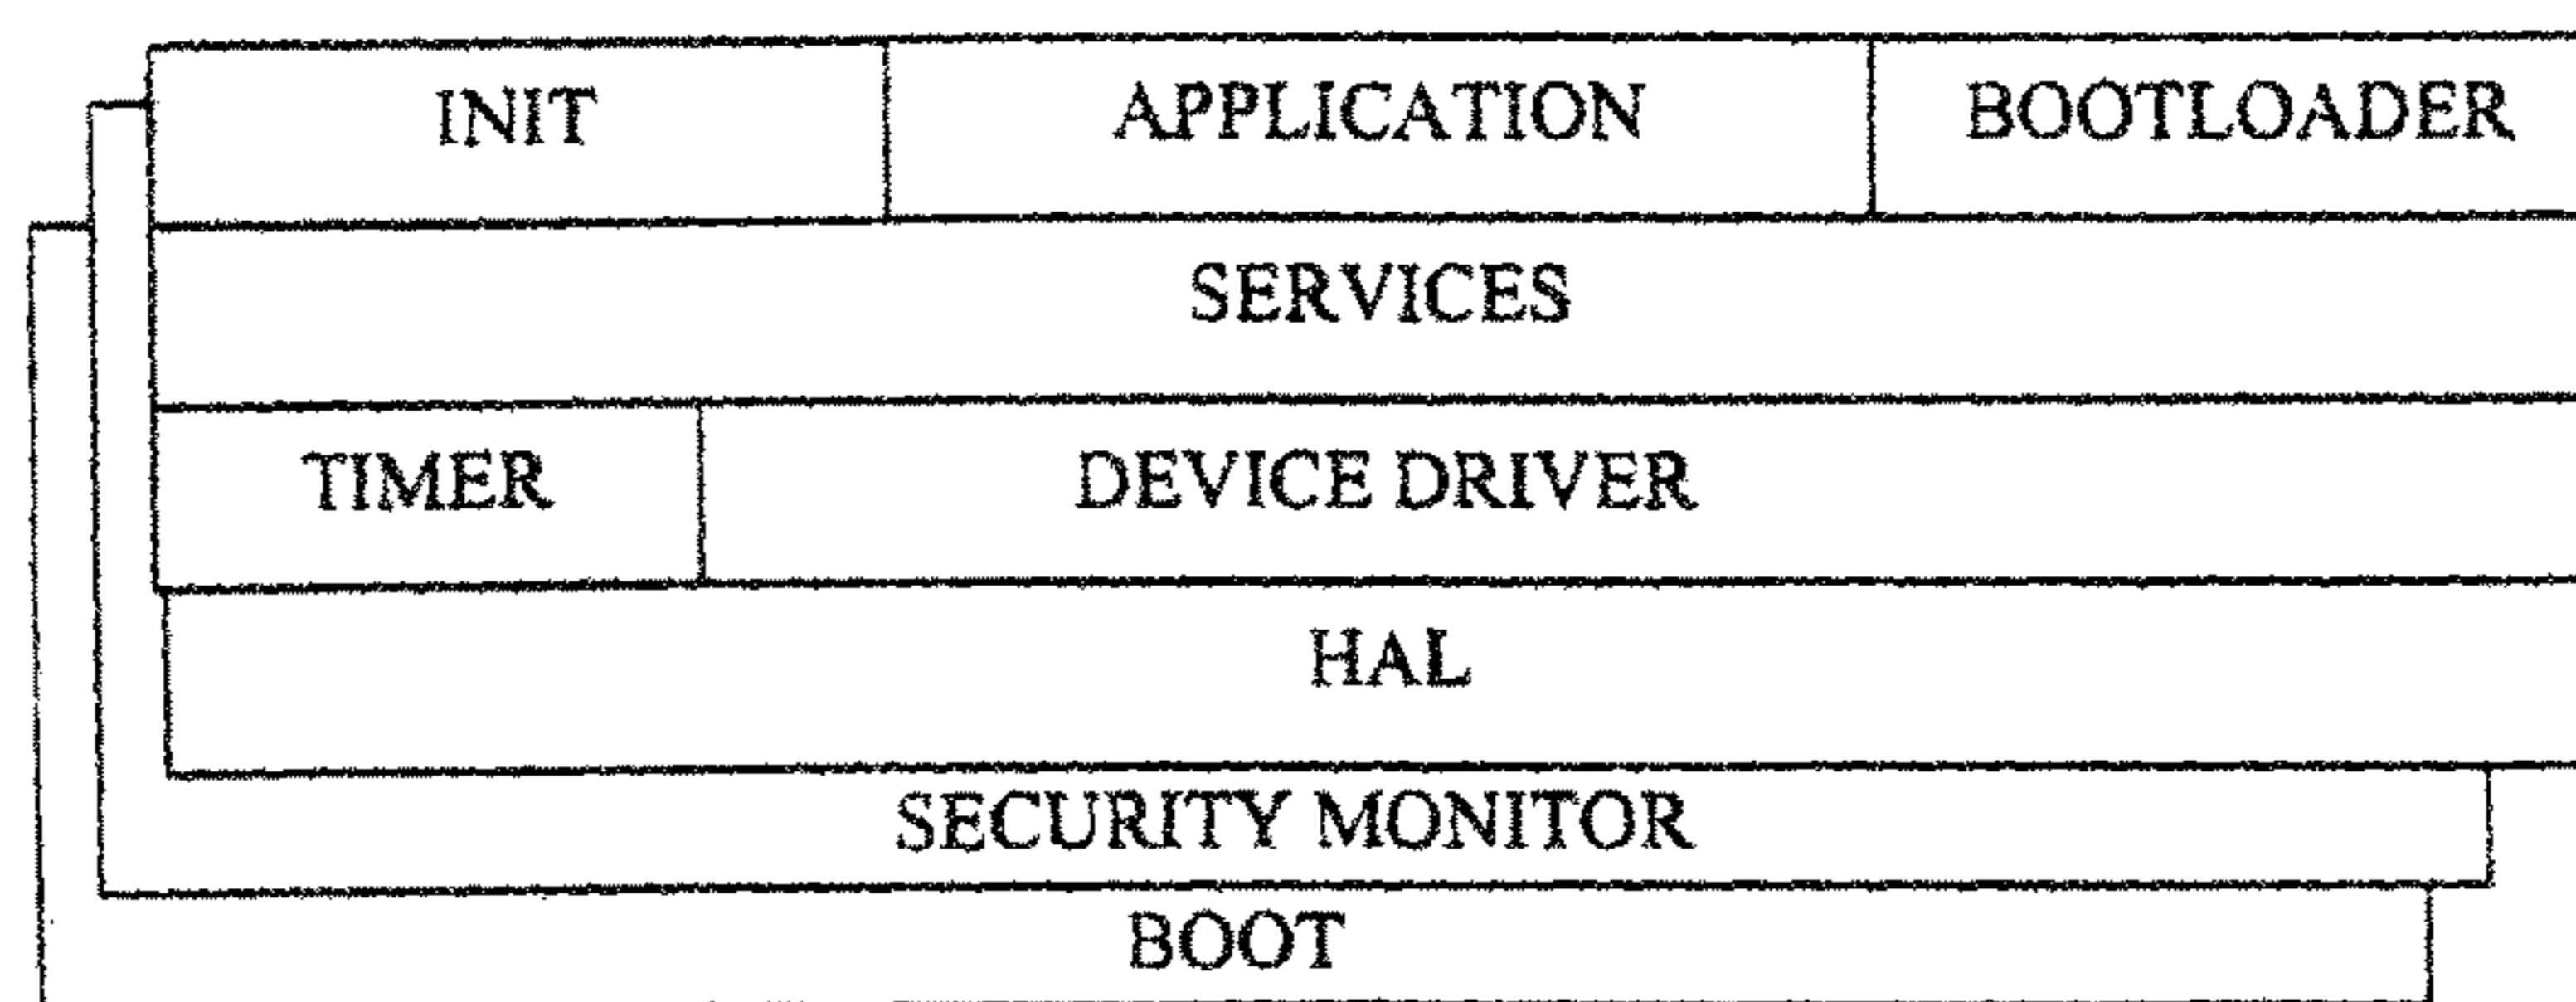 INIT APPLICATION BOOTLOADER
SERVICES
TIMER DEVICE DRIVER
HAL
SECURITY MONITOR
BOOT